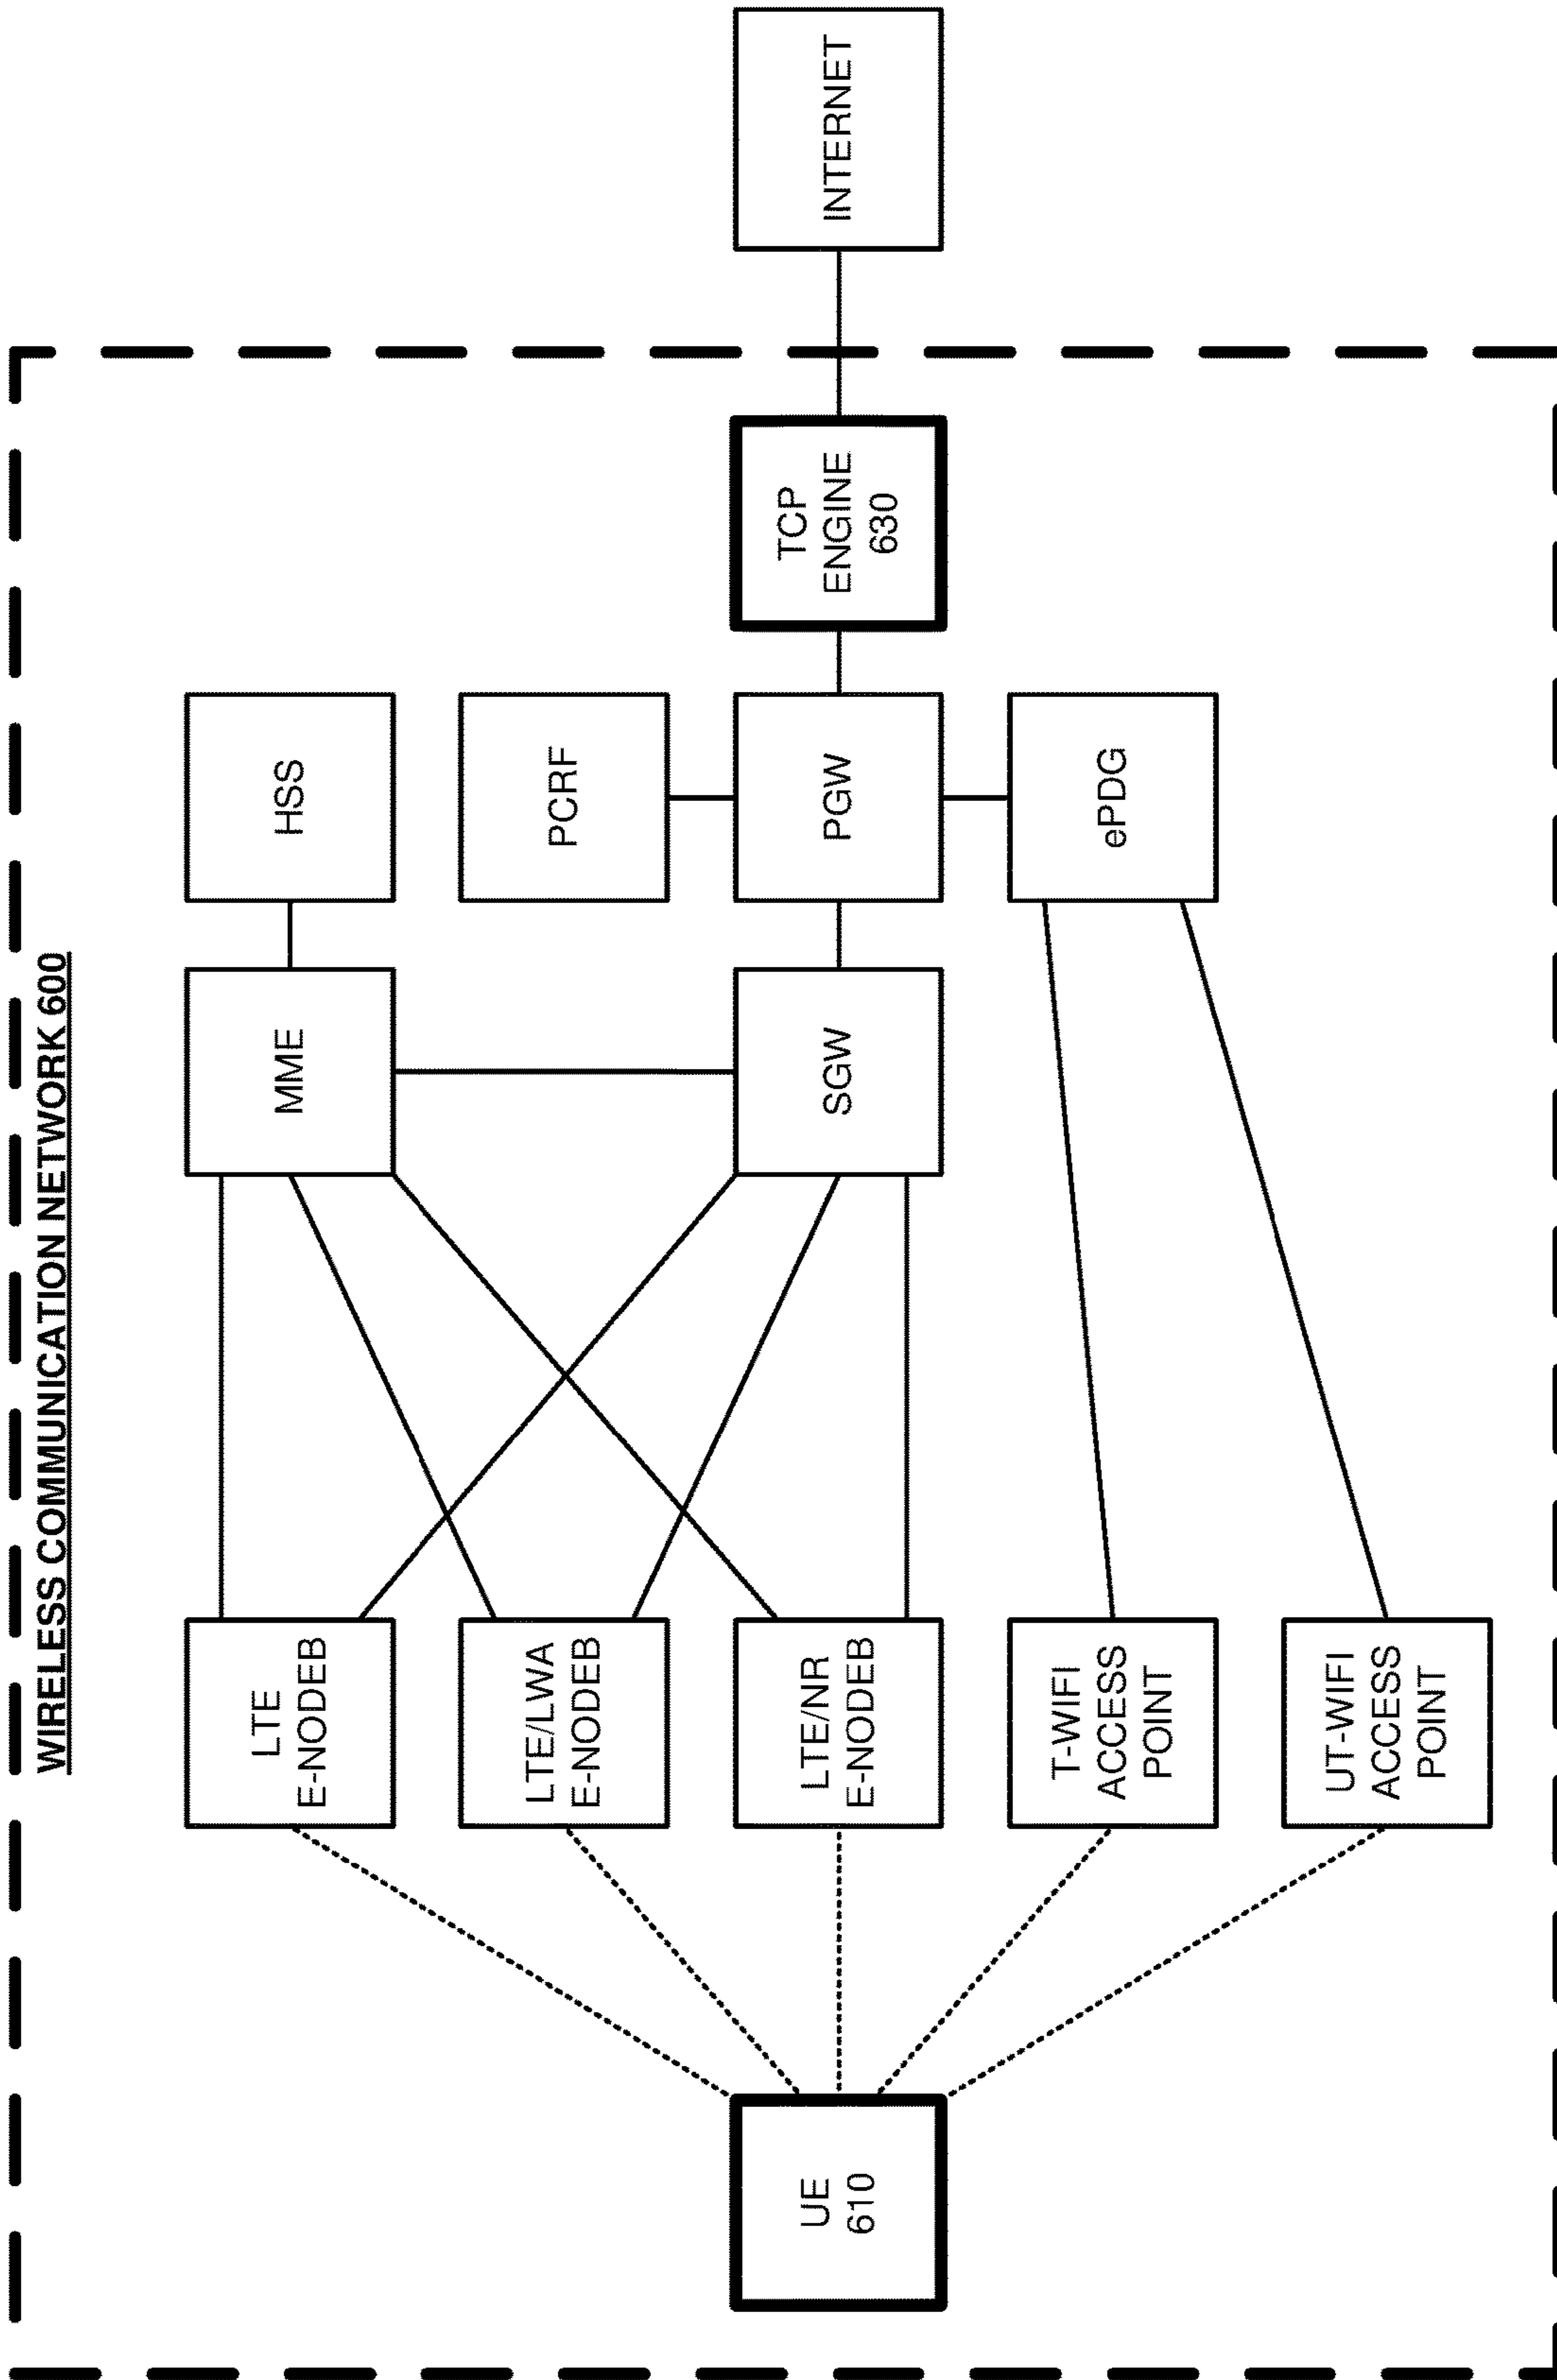 WIRELESS COMMUNICATION NETWORK 600
LTE
E-NODEB
MME
HSS
LTE/LWA
E-NODEB
PCRF
UE
610
LTE/NR
E-NODEB
SGW
PGW
TCP
ENGINE
630
INTERNET
T-WIFI
ACCESS
POINT
ePDG
UT-WIFI
ACCESS
POINT